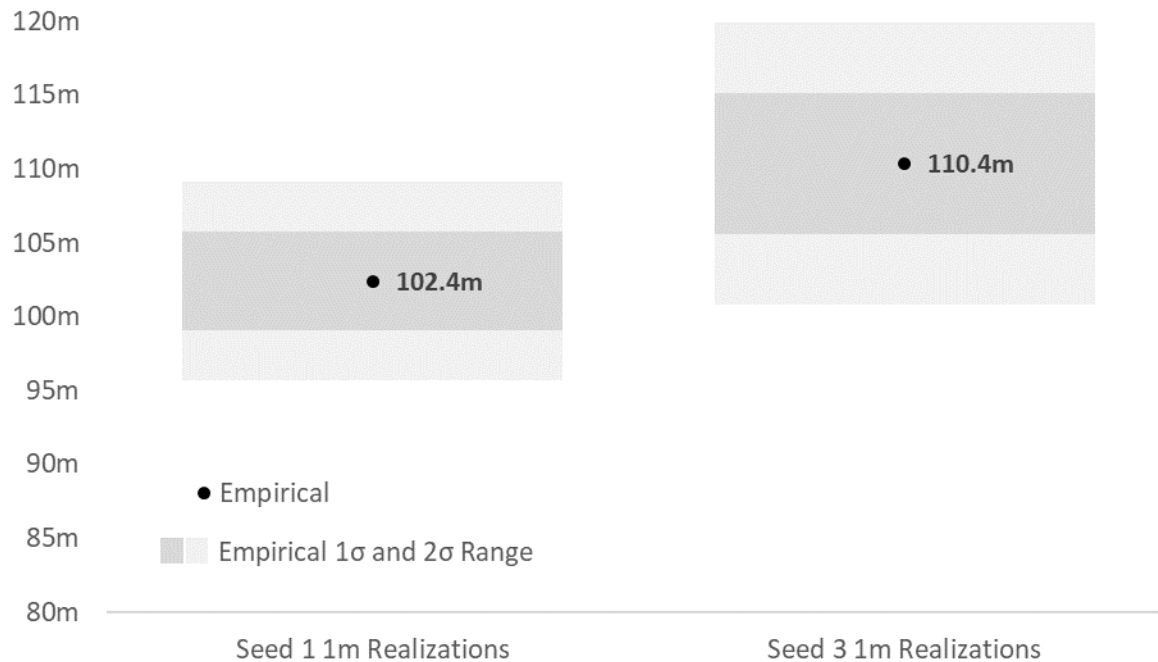 120m
115m
110m
110.4m
105m
102.4m
100m
95m
90m
Empirical
85m
Empirical 1σ and 2σ Range
80m
Seed 1 1m Realizations
Seed 3 1m Realizations